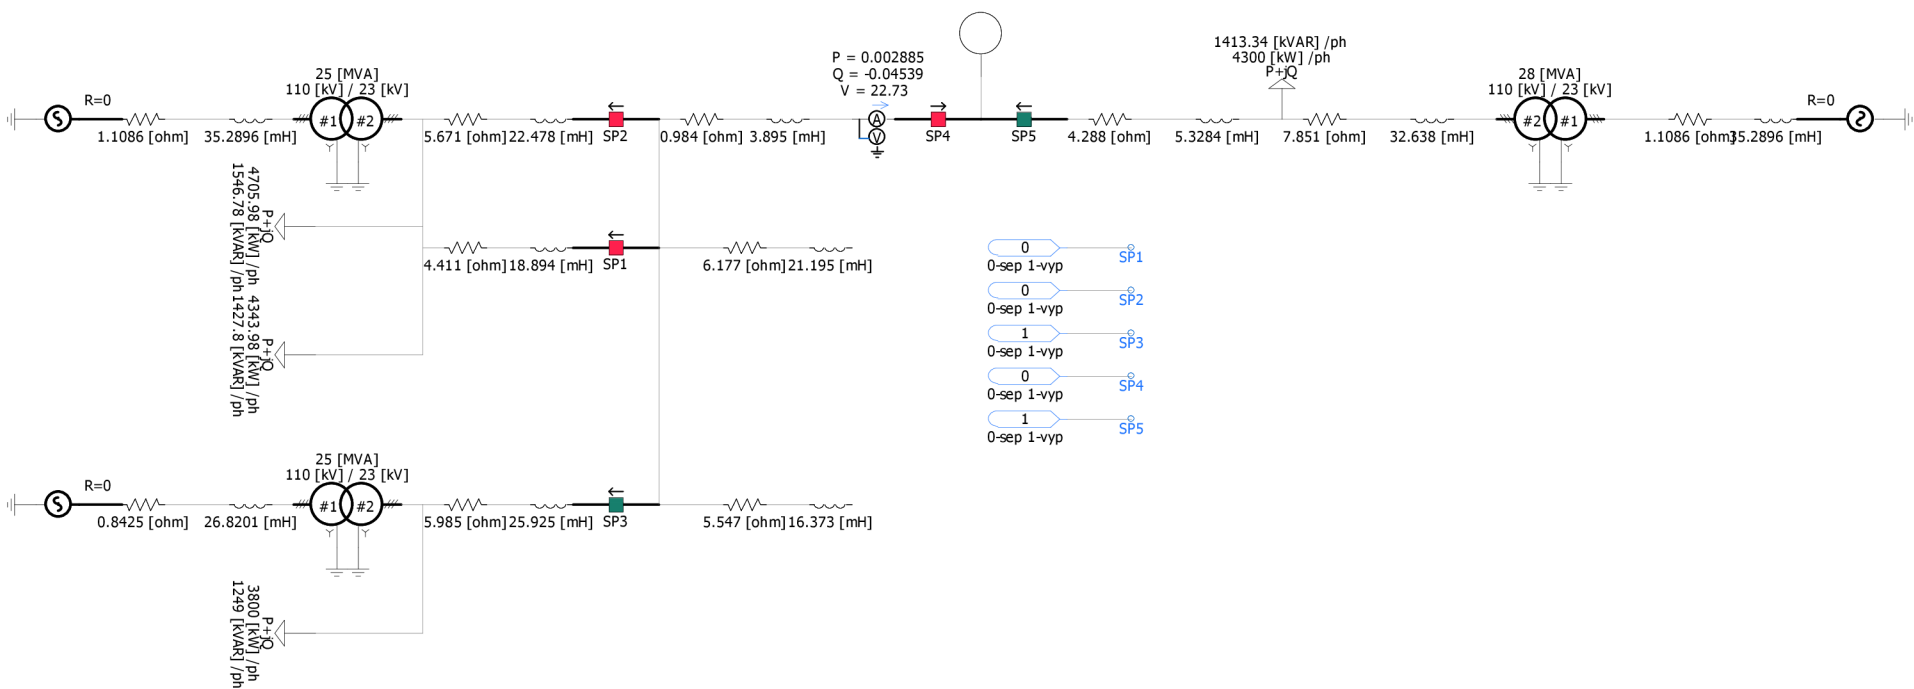 P = 0.002885
Q = -0.04539
V = 22.73
1413.34 [kVAR] /ph
4300 [kW] /ph
P+jQ
25 [MVA]
110 [kV] / 23 [kV]
28 [MVA]
110 [kV] / 23 [kV]
R=0
R=0
#1
#2
A
V
#2
#1
1.1086 [ohm]
35.2896 [mH]
5.671 [ohm]
22.478 [mH]
SP2
0.984 [ohm]
3.895 [mH]
SP4
SP5
4.288 [ohm]
5.3284 [mH]
7.851 [ohm]
32.638 [mH]
1.1086 [ohm]
35.2896 [mH]
Y
Y
Y
Y
4705.98 [kW] /ph
1546.78 [kVAR] /ph
P+jQ
4.411 [ohm]
18.894 [mH]
SP1
6.177 [ohm]
21.195 [mH]
4343.98 [kW] /ph
1427.8 [kVAR] /ph
P+jQ
0
0-sep 1-vyp
SP1
0
0-sep 1-vyp
SP2
1
0-sep 1-vyp
SP3
0
0-sep 1-vyp
SP4
1
0-sep 1-vyp
SP5
25 [MVA]
110 [kV] / 23 [kV]
R=0
#1
#2
0.8425 [ohm]
26.8201 [mH]
5.985 [ohm]
25.925 [mH]
SP3
5.547 [ohm]
16.373 [mH]
Y
Y
3800 [kW] /ph
1249 [kVAR] /ph
P+jQ